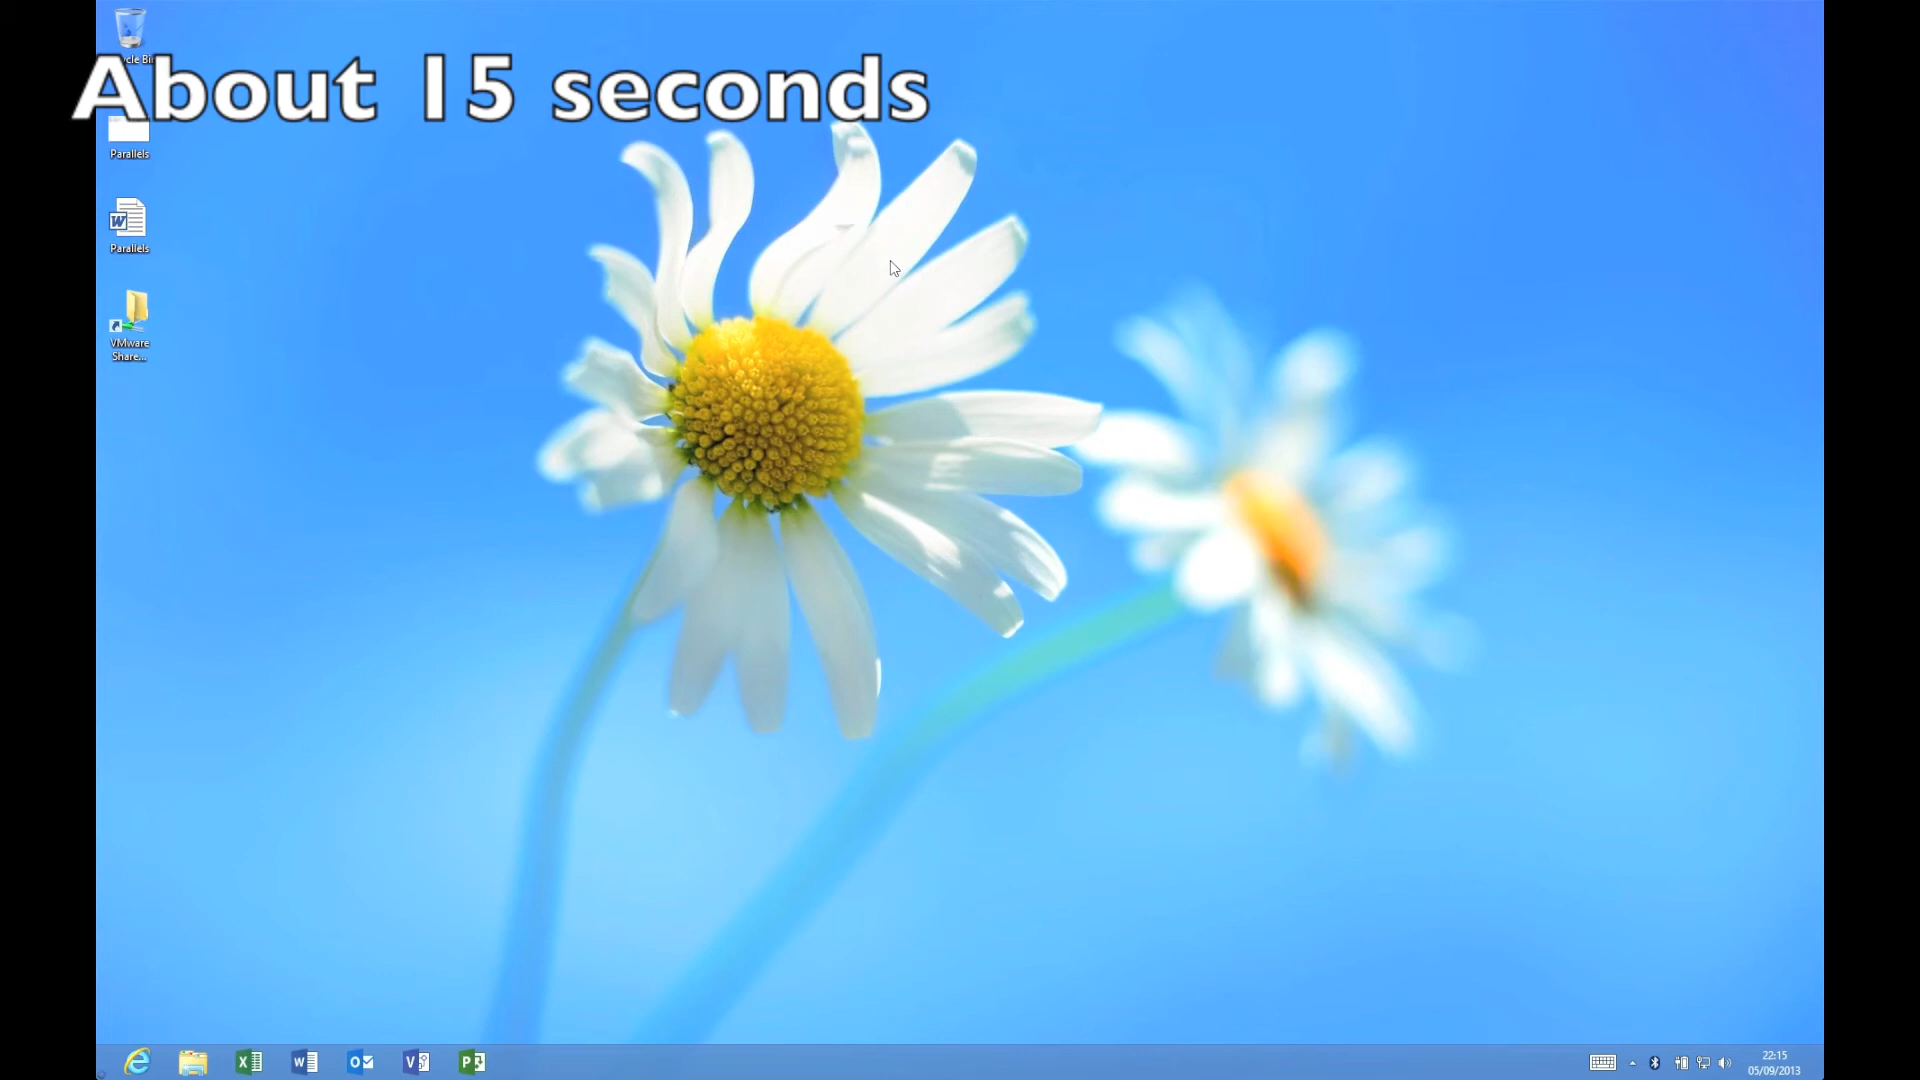 About 15 seconds
Parallels
Parallels
VMware
Share...
22:15
05/09/2013